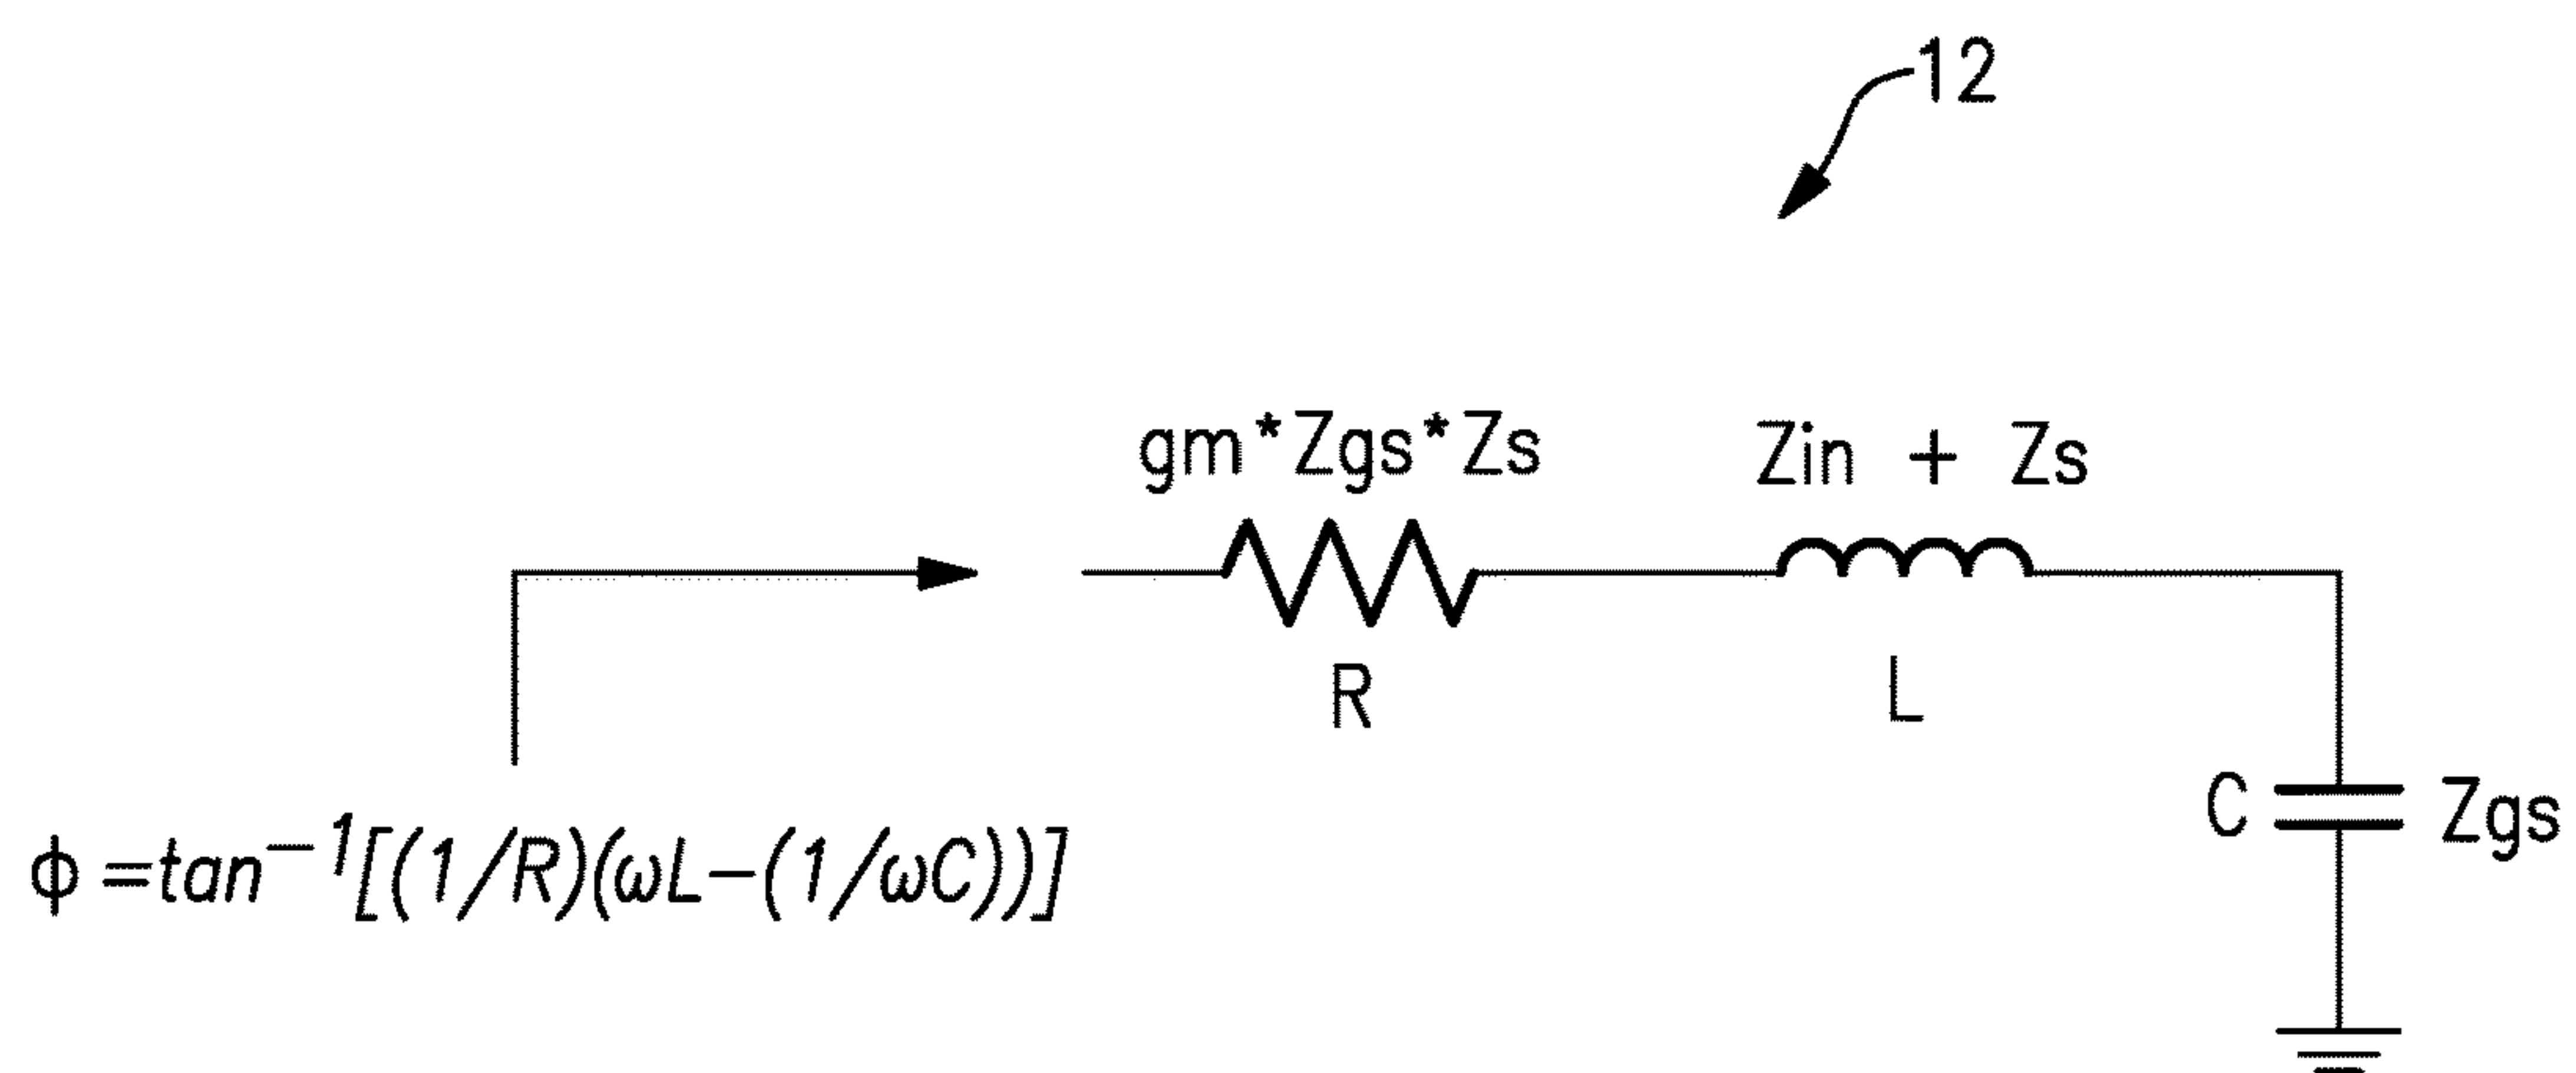 12
gm*Zgs*Zs
Zin + Zs
R
L
C
Zgs
ϕ=tan⁻¹[(1/R)(ωL-(1/ωC))]